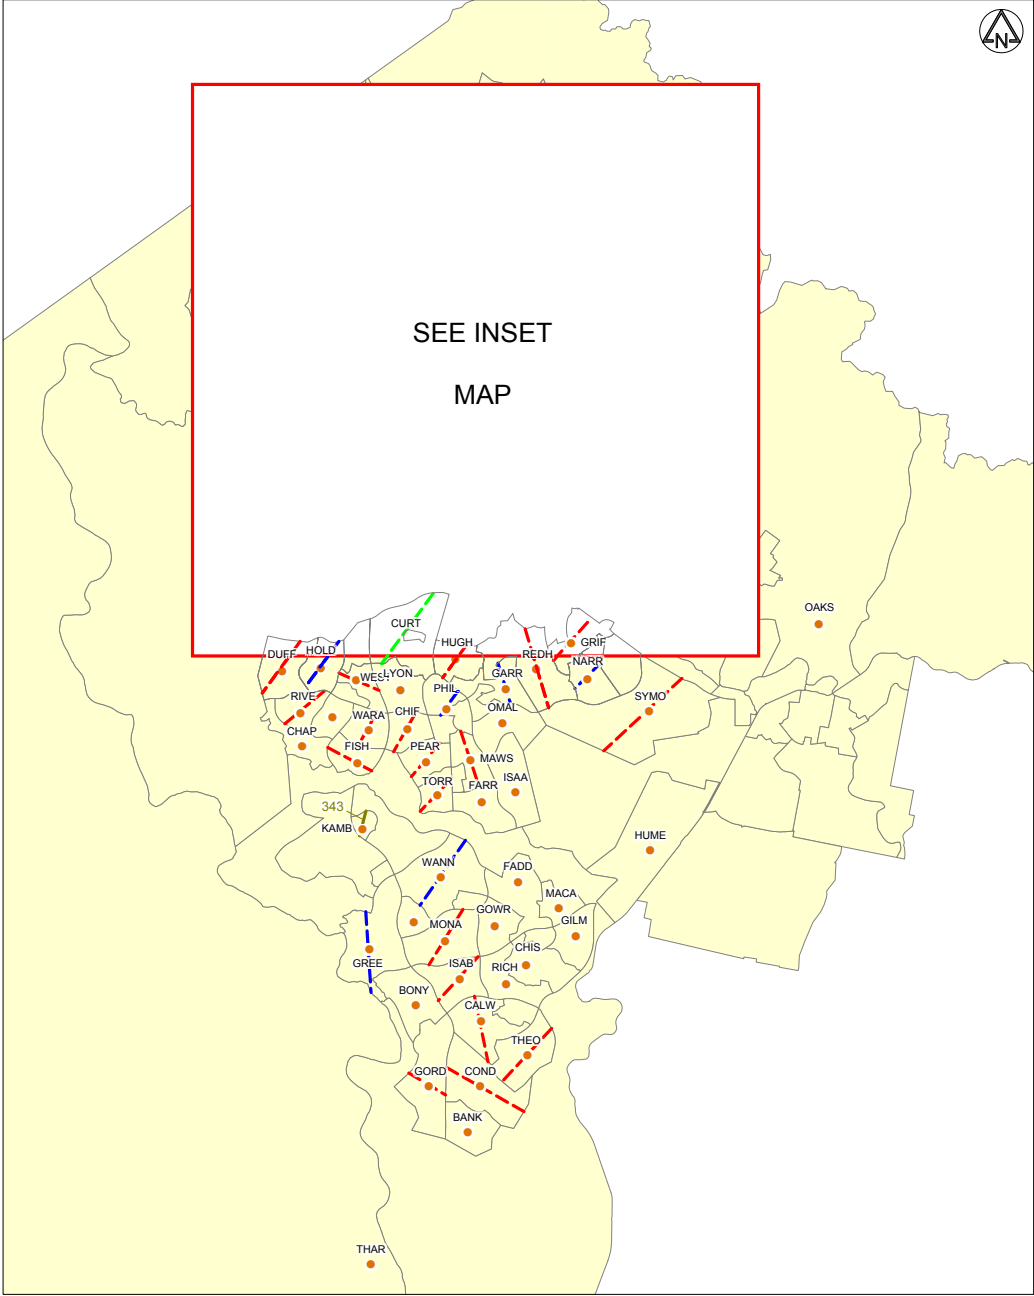 N
SEE INSET
MAP
OAKS
CURT
HUGH
GRIF
HOLD
DUFF
REDH
NARR
LYON
WEST
GARR
PHIL
RIVE
SYMO
OMAL
WARA
CHIF
CHAP
FISH
PEAR
MAWS
ISAA
TORR
FARR
343
KAMB
HUME
WANN
FADD
MACA
GOWR
GILM
MONA
CHIS
GREE
ISAB
RICH
BONY
CALW
THEO
GORD
COND
BANK
THAR